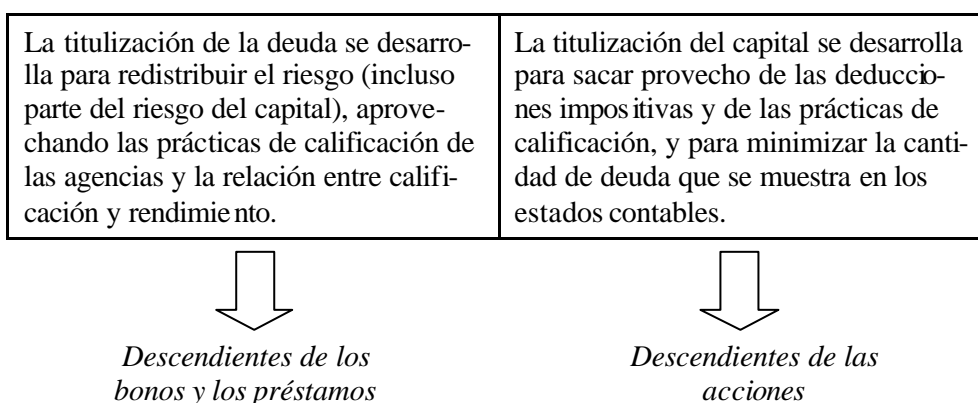 La titulización de la deuda se desarro-
lla para redistribuir el riesgo (incluso
parte del riesgo del capital), aprove-
chando las prácticas de calificación de
las agencias y la relación entre califi-
cación y rendimiento.
La titulización del capital se desarrolla
para sacar provecho de las deduccio-
nes impositivas y de las prácticas de
calificación, y para minimizar la canti-
dad de deuda que se muestra en los
estados contables.
Descendientes de los
bonos y los préstamos
Descendientes de las
acciones